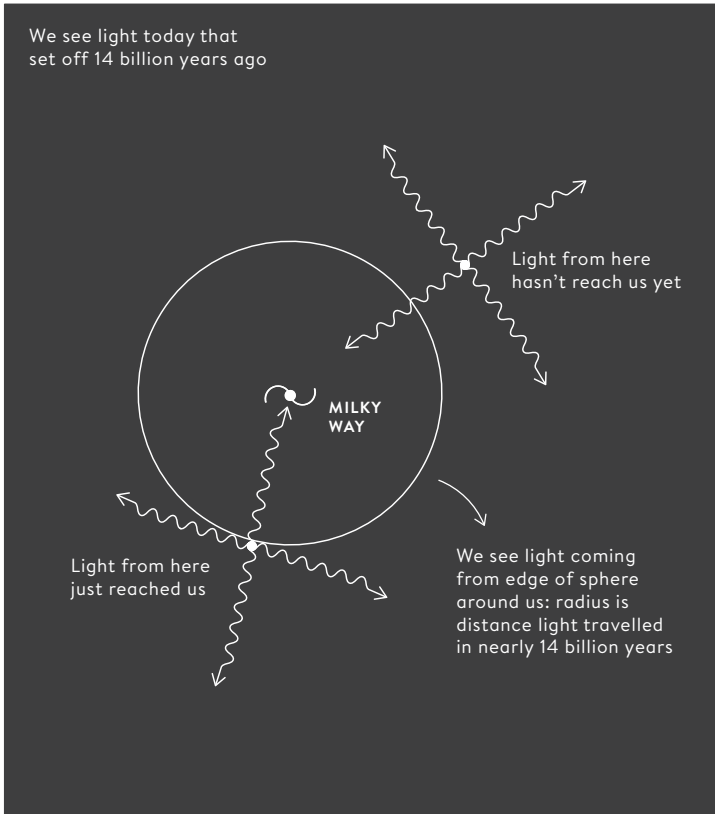 We see light today that
set off 14 billion years ago
Light from here
hasn't reach us yet
MILKY
WAY
Light from here
just reached us
We see light coming
from edge of sphere
around us: radius is
distance light travelled
in nearly 14 billion years